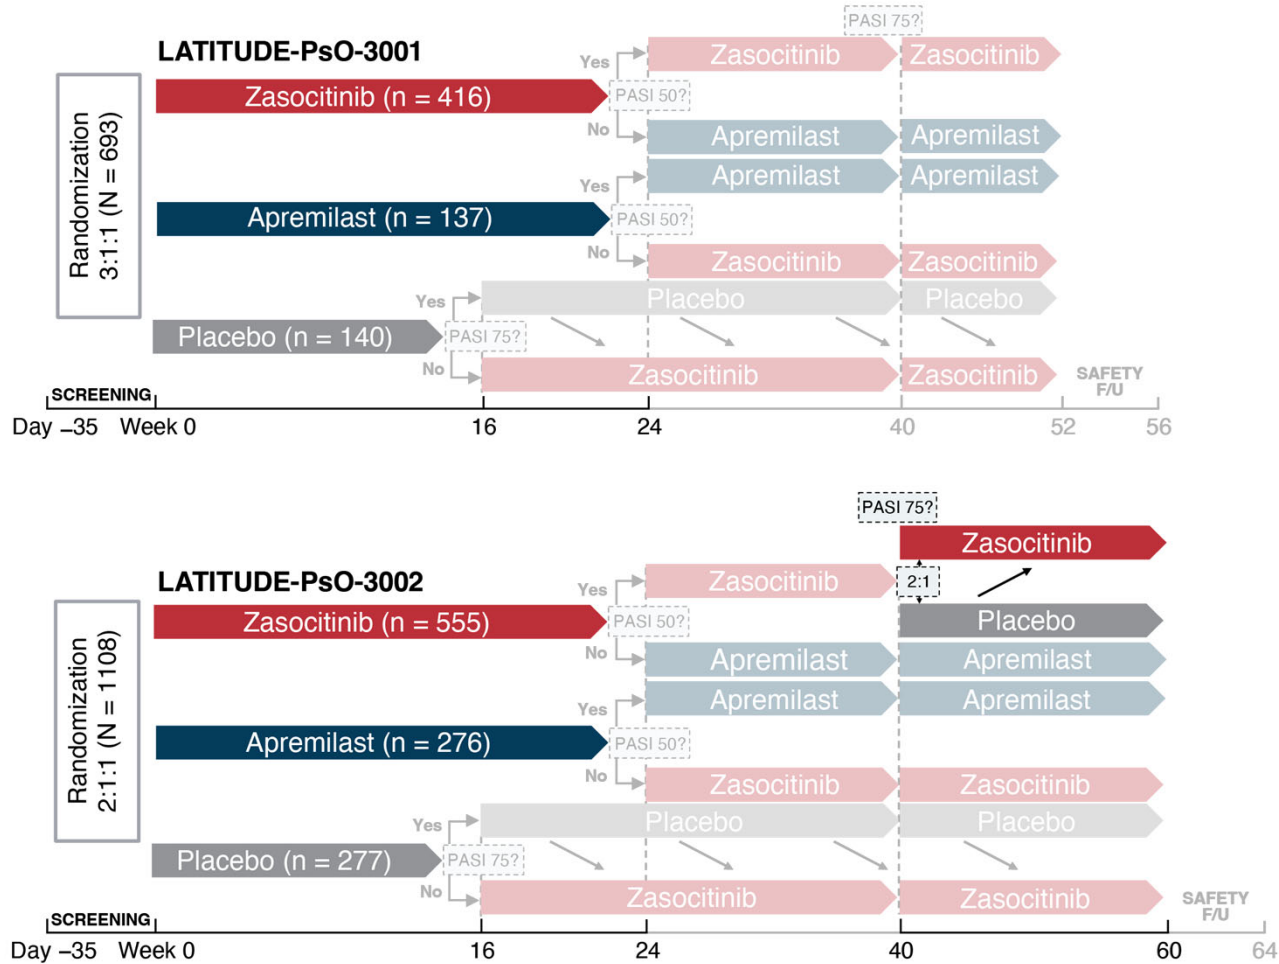 PASI 75?
LATITUDE-PsO-3001
Yes
Zasocitinib
Zasocitinib
Zasocitinib (n = 416)
PASI 50?
No
Apremilast
Apremilast
Randomization
3:1:1 (N = 693)
Yes
Apremilast
Apremilast
Apremilast (n = 137)
PASI 50?
No
Zasocitinib
Zasocitinib
Yes
Placebo
Placebo
Placebo (n = 140)
PASI 75?
No
Zasocitinib
Zasocitinib
SAFETY
F/U
SCREENING
Day –35 Week 0 16 24 40 52 56
PASI 75?
Zasocitinib
LATITUDE-PsO-3002
Yes
Zasocitinib
2:1
Zasocitinib (n = 555)
PASI 50?
Placebo
No
Apremilast
Apremilast
Randomization
2:1:1 (N = 1108)
Yes
Apremilast
Apremilast
Apremilast (n = 276)
PASI 50?
No
Zasocitinib
Zasocitinib
Yes
Placebo
Placebo
Placebo (n = 277)
PASI 75?
No
Zasocitinib
Zasocitinib
SAFETY
F/U
SCREENING
Day –35 Week 0 16 24 40 60 64